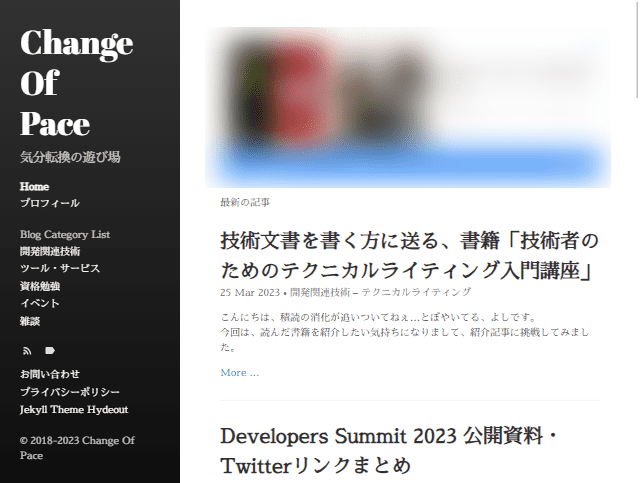 Change
Of
Pace
気分転換の遊び場
Home
プロフィール
Blog Category List
開発関連技術
ツール・サービス
資格勉強
イベント
雑談
お問い合わせ
プライバシーポリシー
Jekyll Theme Hydeout
© 2018-2023 Change Of
Pace
最新の記事
技術文書を書く方に送る、書籍「技術者の
ためのテクニカルライティング入門講座」
25 Mar 2023 • 開発関連技術 – テクニカルライティング
こんにちは、積読の消化が追いついてねぇ…とぼやいてる、よしです。
今回は、読んだ書籍を紹介したい気持ちになりまして、紹介記事に挑戦してみまし
た。
More …
Developers Summit 2023 公開資料・
Twitterリンクまとめ